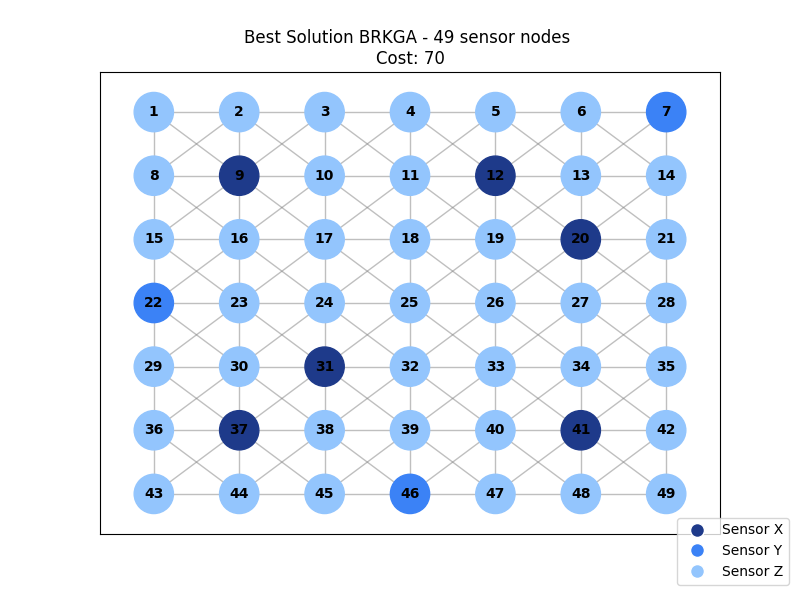 Best Solution BRKGA - 49 sensor nodes
Cost: 70
1 2 3 4 5 6 7
8 9 10 11 12 13 14
15 16 17 18 19 20 21
22 23 24 25 26 27 28
29 30 31 32 33 34 35
36 37 38 39 40 41 42
43 44 45 46 47 48 49
Sensor X
Sensor Y
Sensor Z